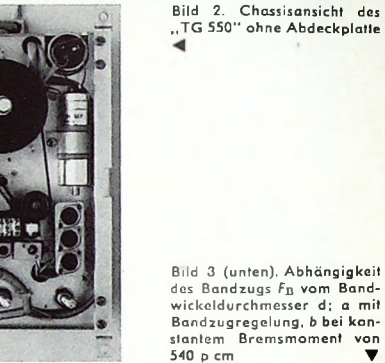 Bild 2. Chassisansicht des
„TG 550" ohne Abdeckplatte
Bild 3 (unten). Abhängigkeit
des Bandzugs FB vom Band-
wickeldurchmesser d; a mit
Bandzugregelung, b bei kon-
stantem Bremsmoment von
540 p cm